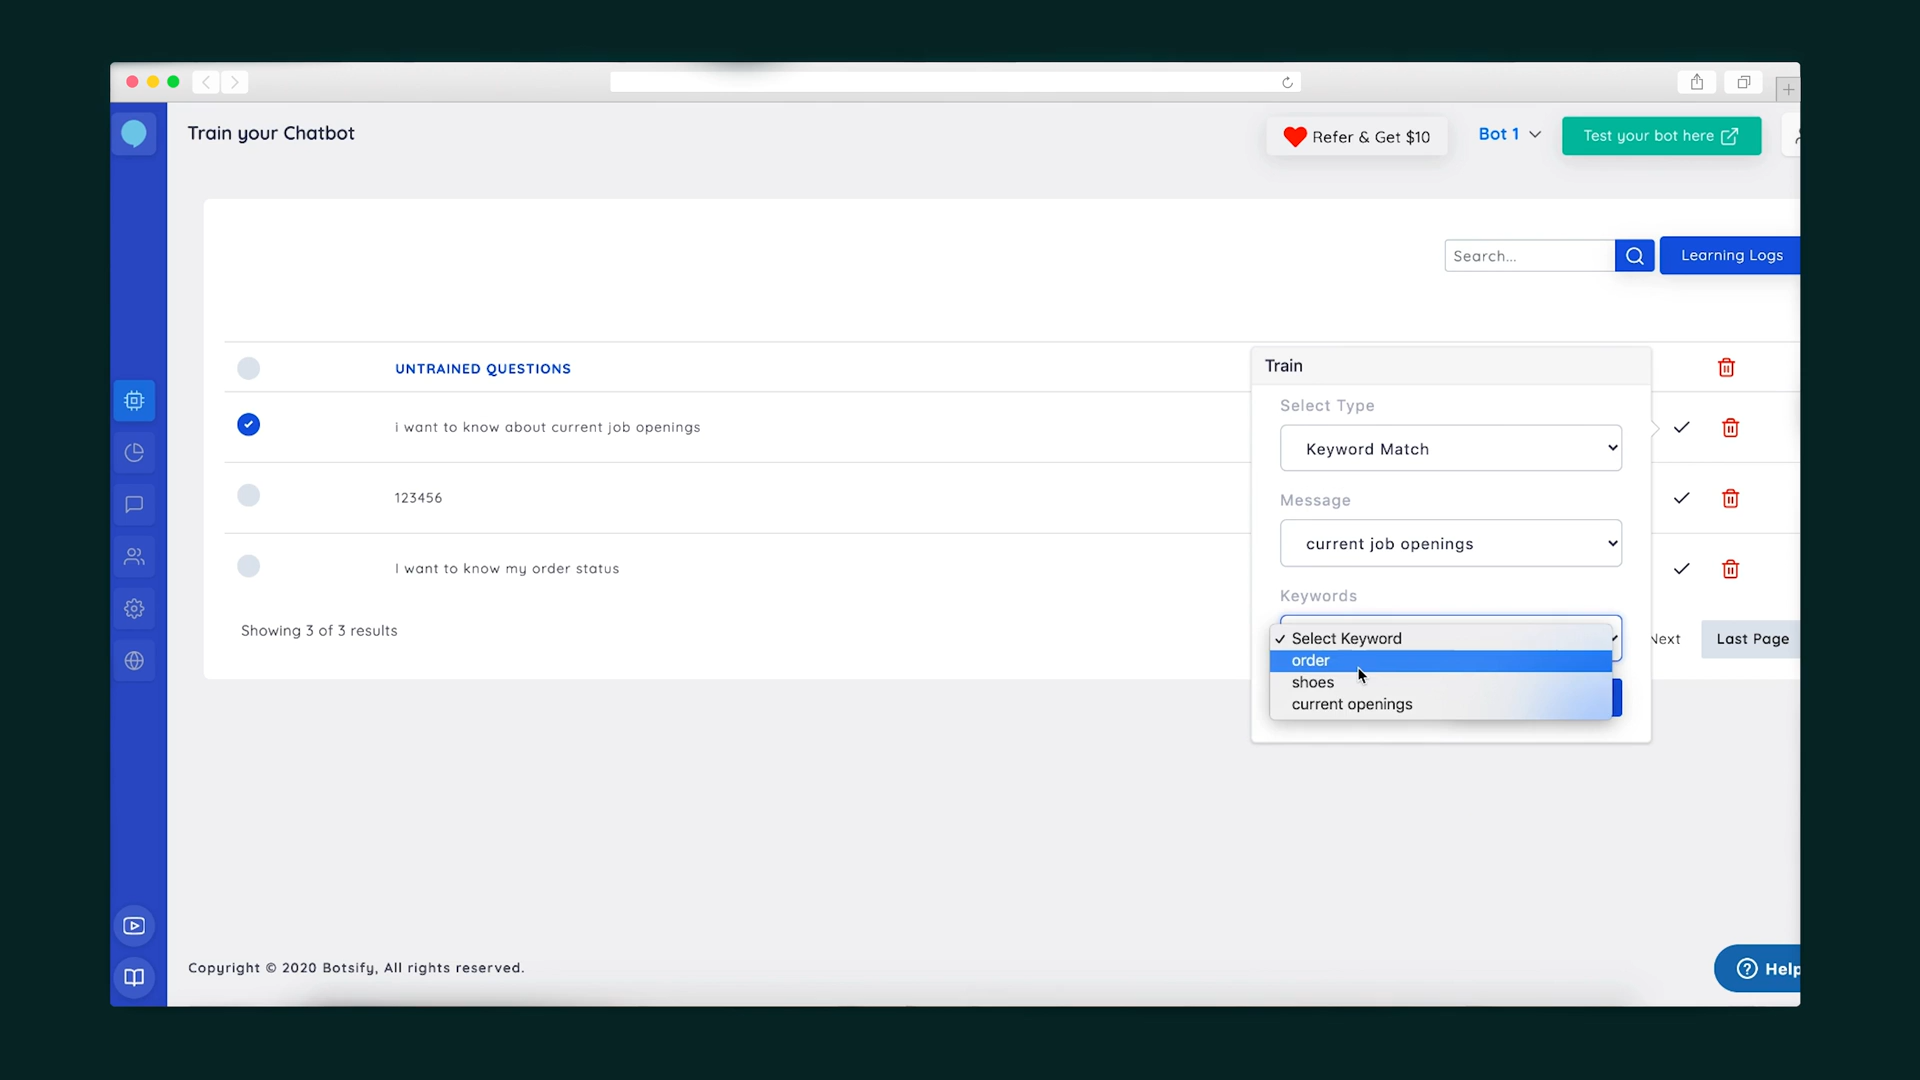 Train your Chatbot
Refer & Get $10
Bot 1
Test your bot here
Search...
Learning Logs
UNTRAINED QUESTIONS
i want to know about current job openings
123456
I want to know my order status
Showing 3 of 3 results
Train
Select Type
Keyword Match
Message
current job openings
Keywords
Select Keyword
order
shoes
current openings
Next
Last Page
Copyright © 2020 Botsify, All rights reserved.
Help